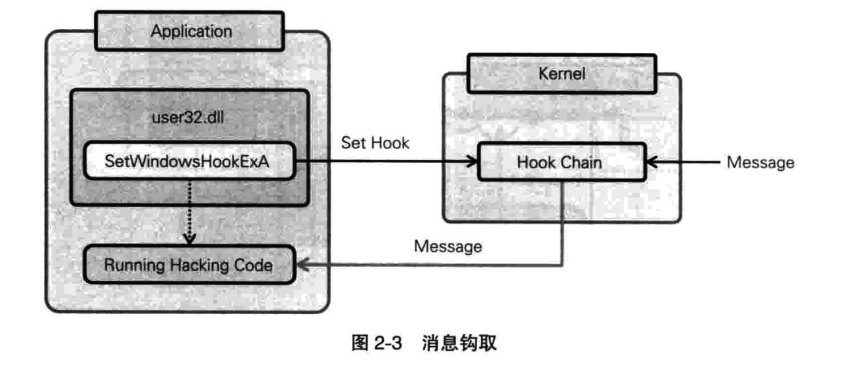 Application
Kernel
user32.dll
SetWindowsHookExA
Set Hook
Hook Chain
Message
Message
Running Hacking Code
图 2-3 消息钩取